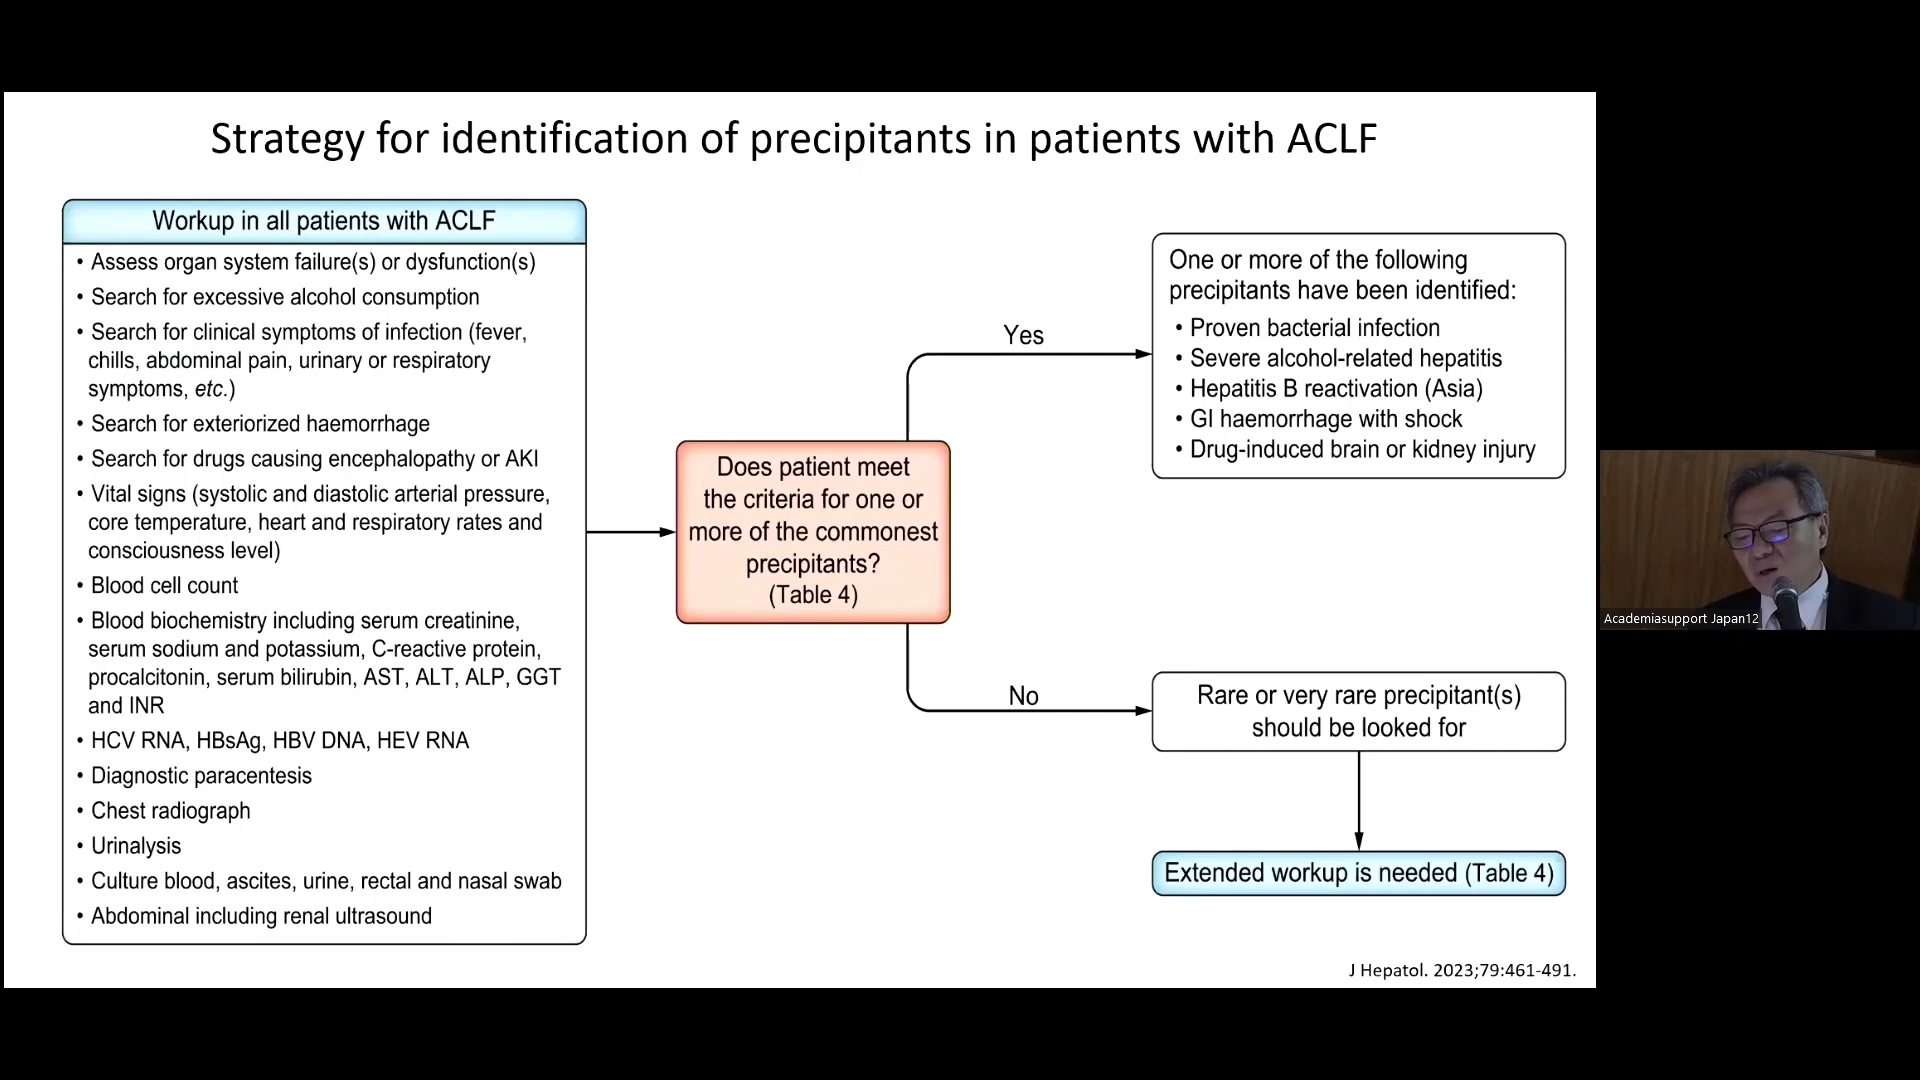 Strategy for identification of precipitants in patients with ACLF
Workup in all patients with ACLF
• Assess organ system failure(s) or dysfunction(s)
• Search for excessive alcohol consumption
• Search for clinical symptoms of infection (fever,
chills, abdominal pain, urinary or respiratory
symptoms, etc.)
• Search for exteriorized haemorrhage
• Search for drugs causing encephalopathy or AKI
• Vital signs (systolic and diastolic arterial pressure,
core temperature, heart and respiratory rates and
consciousness level)
• Blood cell count
• Blood biochemistry including serum creatinine,
serum sodium and potassium, C-reactive protein,
procalcitonin, serum bilirubin, AST, ALT, ALP, GGT
and INR
• HCV RNA, HBsAg, HBV DNA, HEV RNA
• Diagnostic paracentesis
• Chest radiograph
• Urinalysis
• Culture blood, ascites, urine, rectal and nasal swab
• Abdominal including renal ultrasound
Does patient meet
the criteria for one or
more of the commonest
precipitants?
(Table 4)
Yes
One or more of the following
precipitants have been identified:
• Proven bacterial infection
• Severe alcohol-related hepatitis
• Hepatitis B reactivation (Asia)
• GI haemorrhage with shock
• Drug-induced brain or kidney injury
No
Rare or very rare precipitant(s)
should be looked for
Extended workup is needed (Table 4)
J Hepatol. 2023;79:461-491.
Academiasupport Japan12